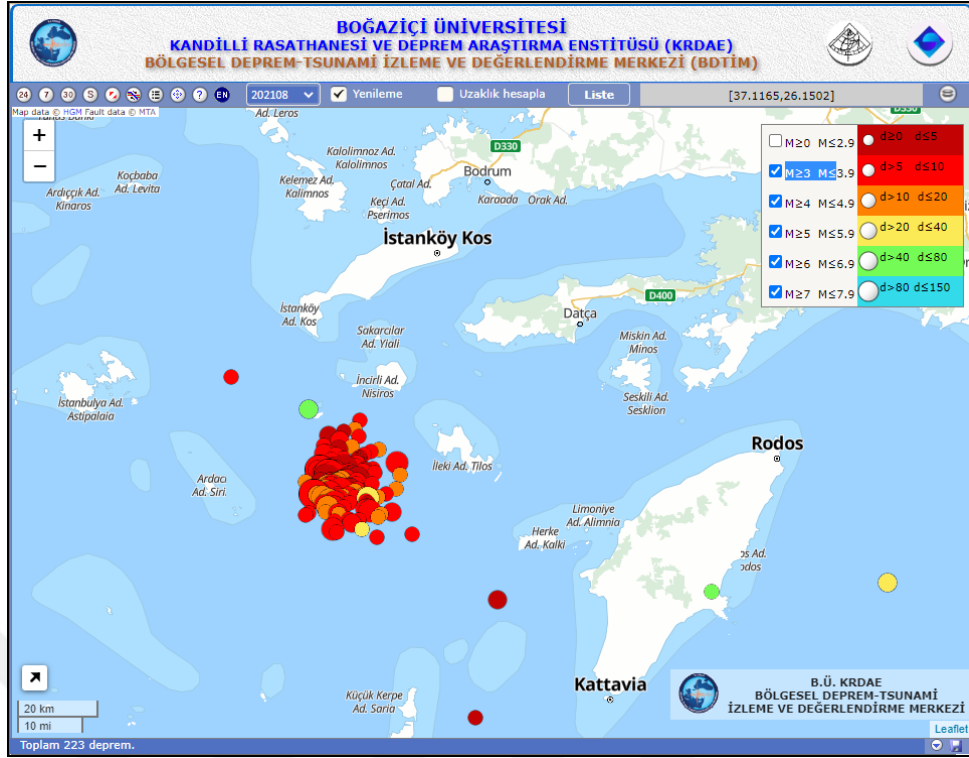 BOĞAZİÇİ ÜNİVERSİTESİ
KANDİLLİ RASATHANESİ VE DEPREM ARAŞTIRMA ENSTİTÜSÜ (KRDAE)
BÖLGESEL DEPREM-TSUNAMİ İZLEME VE DEĞERLENDİRME MERKEZİ (BDTİM)
24 7 30 S ? EN 202108 Yenileme Uzaklık hesapla Liste [37.1165,26.1502]
Map data © HGM Fault data © MTA
+
−
Ad. Leros
D330
D330
Kalolimnoz Ad.
Kalolimnos
Bodrum
Koçbaba
Ad. Levita
Ardıççık Ad.
Kinaros
Kelemez Ad.
Kalimnos
Çatal Ad.
Keçi Ad.
Pserimos
Karaada
Orak Ad.
M≥0 M≤2.9 d≥0 d≤5
M≥3 M≤3.9 d>5 d≤10
M≥4 M≤4.9 d>10 d≤20
M≥5 M≤5.9 d>20 d≤40
M≥6 M≤6.9 d>40 d≤80
M≥7 M≤7.9 d>80 d≤150
İstanköy Kos
D400
Datça
İstanköy
Ad. Kos
Sakarcılar
Ad. Yiali
Miskin Ad.
Minos
İncirli Ad.
Nisiros
Seskili Ad.
Sesklion
İstanbulya Ad.
Astipalaia
Rodos
İleki Ad. Tilos
Ardacı
Ad. Siri
Limoniye
Ad. Alimnia
Herke
Ad. Kalki
os Ad.
odos
Kattavia
Küçük Kerpe
Ad. Saria
20 km
10 mi
B.Ü. KRDAE
BÖLGESEL DEPREM-TSUNAMİ
İZLEME VE DEĞERLENDİRME MERKEZİ
Leaflet
Toplam 223 deprem.